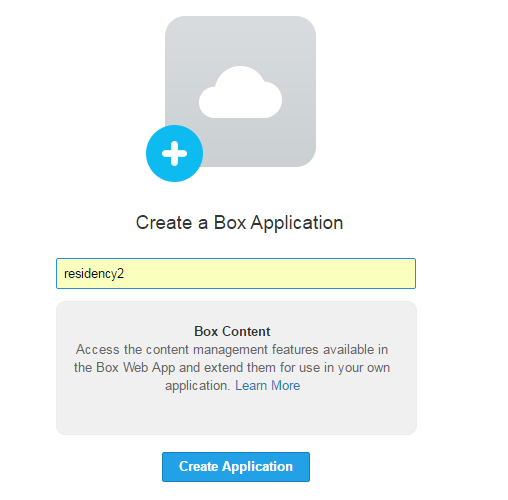 Create a Box Application
residency2
Box Content
Access the content management features available in
the Box Web App and extend them for use in your own
application. Learn More
Create Application